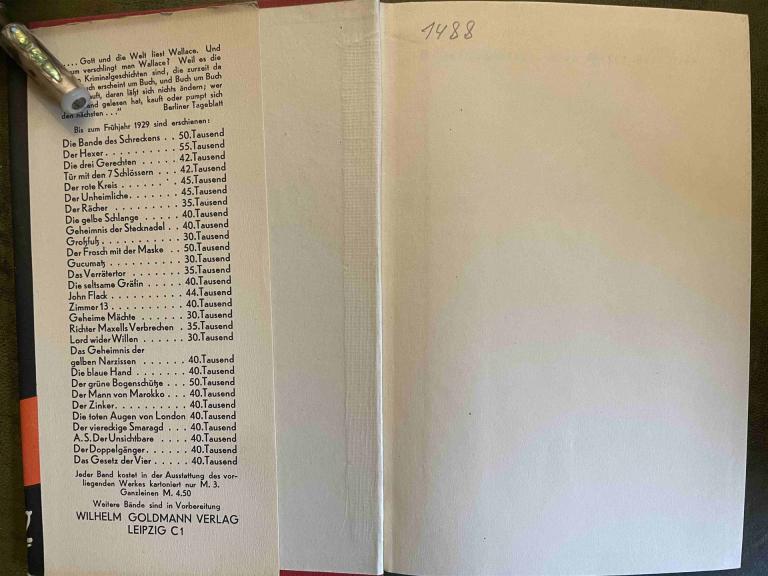 .... Gott und die Welt liest Wallace. Und
verschlingt man Wallace? Weil es die
Kriminalgeschichten sind, die zurzeit da
erscheint um Buch, und Buch um Buch
daran läßt sich nichts ändern; wer
gelesen hat, kauft oder pumpt sich
den nächsten ..." Berliner Tageblatt
Bis zum Frühjahr 1929 sind erschienen:
Die Bande des Schreckens . . 50.Tausend
Der Hexer . . . . . . . . . . 55.Tausend
Die drei Gerechten . . . . . 42.Tausend
Tür mit den 7 Schlössern . . . 42.Tausend
Der rote Kreis . . . . . . . . 45.Tausend
Der Unheimliche. . . . . . . 45.Tausend
Der Rächer . . . . . . . . . 35.Tausend
Die gelbe Schlange . . . . . 40.Tausend
Geheimnis der Stecknadel . . 40.Tausend
Großfuß . . . . . . . . . . . 30.Tausend
Der Frosch mit der Maske . . 50.Tausend
Gucumatz . . . . . . . . . . 30.Tausend
Das Verrätertor . . . . . . . 35.Tausend
Die seltsame Gräfin . . . . . 40.Tausend
John Flack . . . . . . . . . . 44.Tausend
Zimmer 13 . . . . . . . . . . 40.Tausend
Geheime Mächte . . . . . . . 30.Tausend
Richter Maxells Verbrechen . 35.Tausend
Lord wider Willen . . . . . . 30.Tausend
Das Geheimnis der
gelben Narzissen . . . . . . 40.Tausend
Die blaue Hand . . . . . . . 40.Tausend
Der grüne Bogenschütze . . . 50.Tausend
Der Mann von Marokko . . . 40.Tausend
Der Zinker. . . . . . . . . . 40.Tausend
Die toten Augen von London 40.Tausend
Der viereckige Smaragd . . . 40.Tausend
A.S. Der Unsichtbare . . . . 40.Tausend
Der Doppelgänger. . . . . . 40.Tausend
Das Gesetz der Vier . . . . . 40.Tausend
Jeder Band kostet in der Ausstattung des vor-
liegenden Werkes kartoniert nur M. 3.
Ganzleinen M. 4.50
Weitere Bände sind in Vorbereitung
WILHELM GOLDMANN VERLAG
LEIPZIG C1
1488